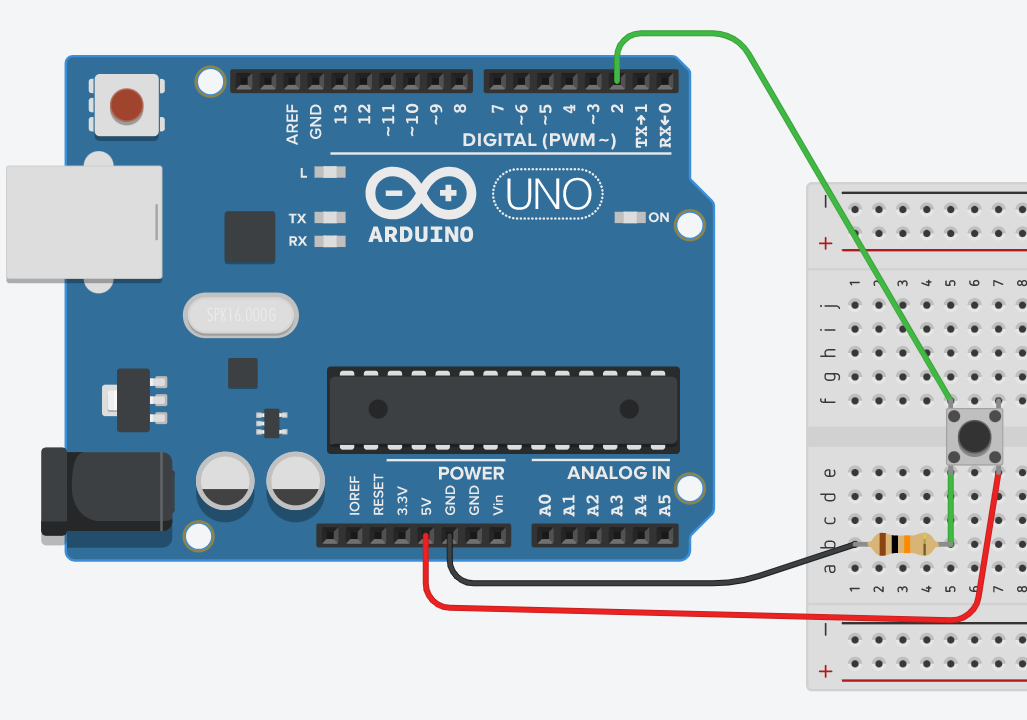 AREF
GND
13
12
~11
~10
~9
8
7
~6
~5
4
~3
2
TX→1
RX←0
DIGITAL (PWM~)
L
TX
RX
ARDUINO
UNO
ON
SPK16.000G
POWER
ANALOG IN
IOREF
RESET
3.3V
5V
GND
GND
Vin
A0
A1
A2
A3
A4
A5
−
+
1 2 3 4 5 6 7 8
j
i
h
g
f
e
d
c
b
a
1 2 3 4 5 6 7 8
−
+